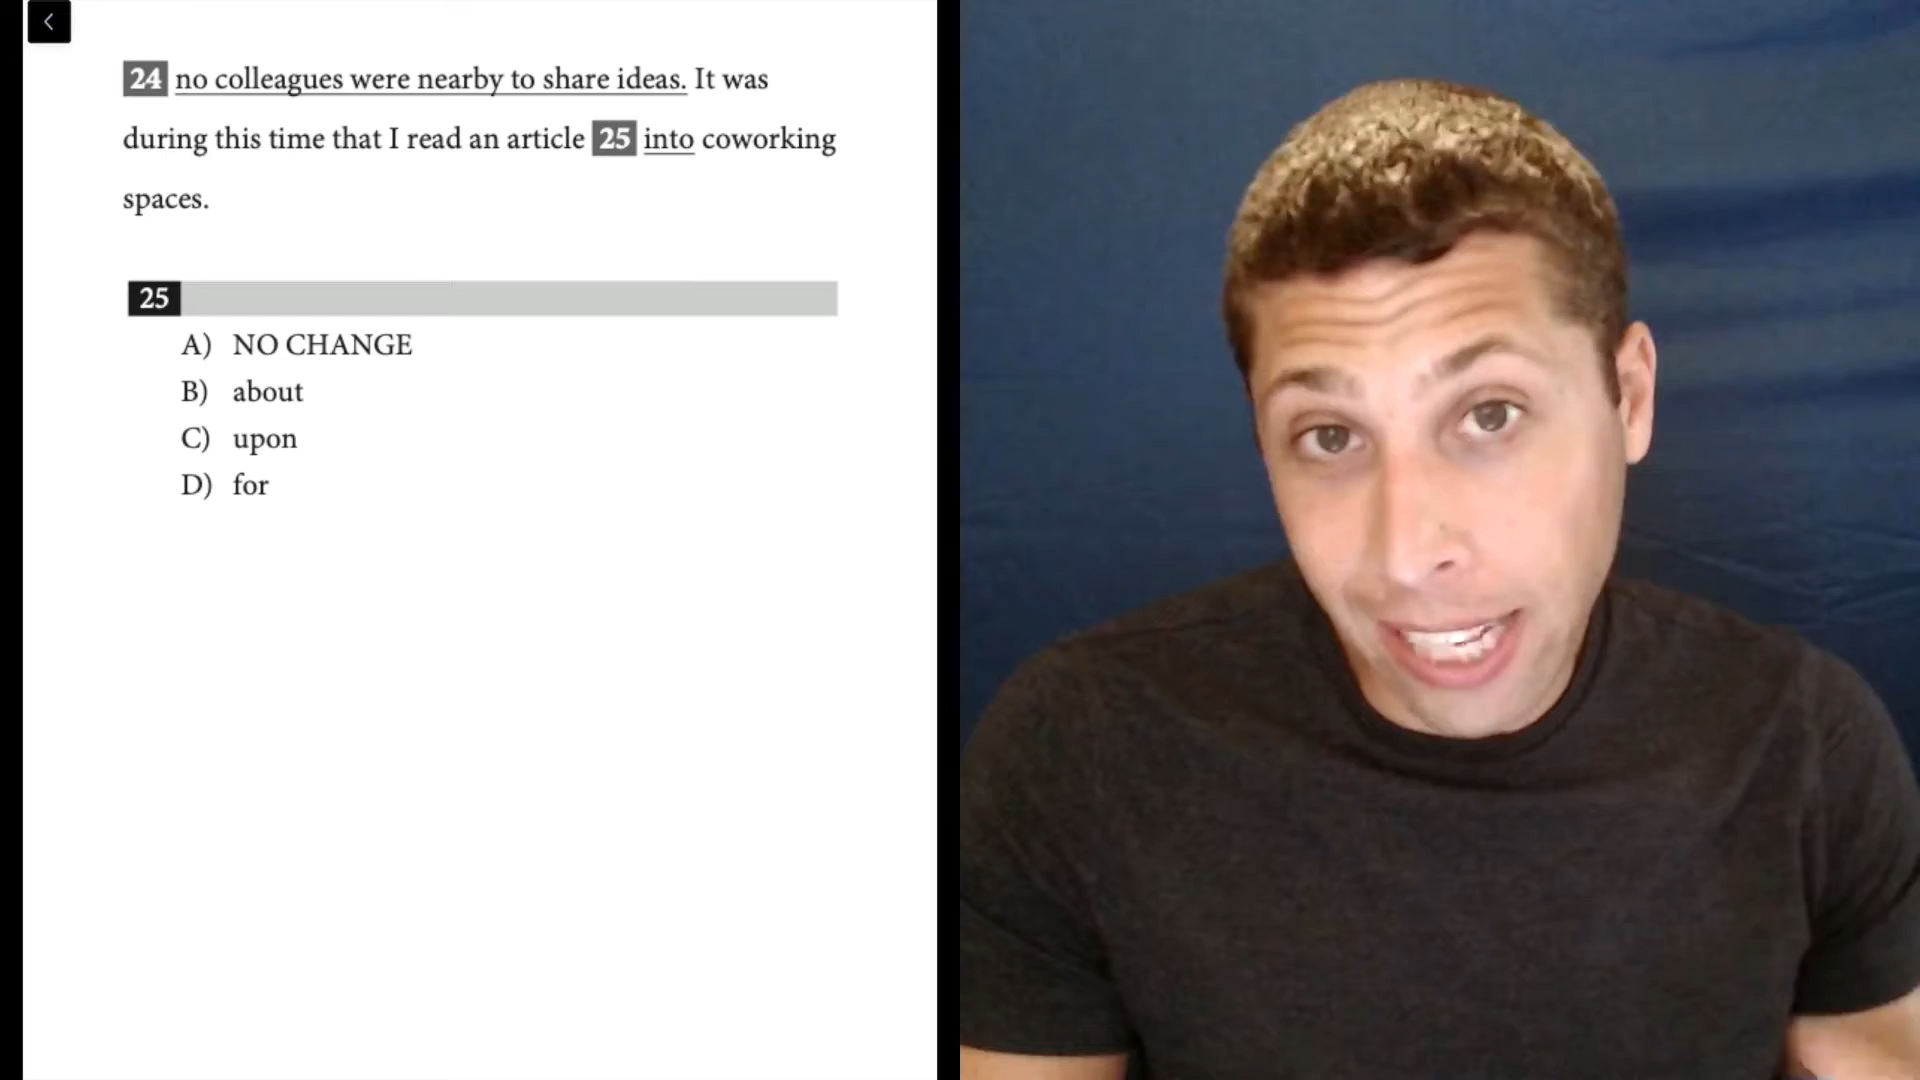 24 no colleagues were nearby to share ideas. It was
during this time that I read an article 25 into coworking
spaces.
25
A) NO CHANGE
B) about
C) upon
D) for